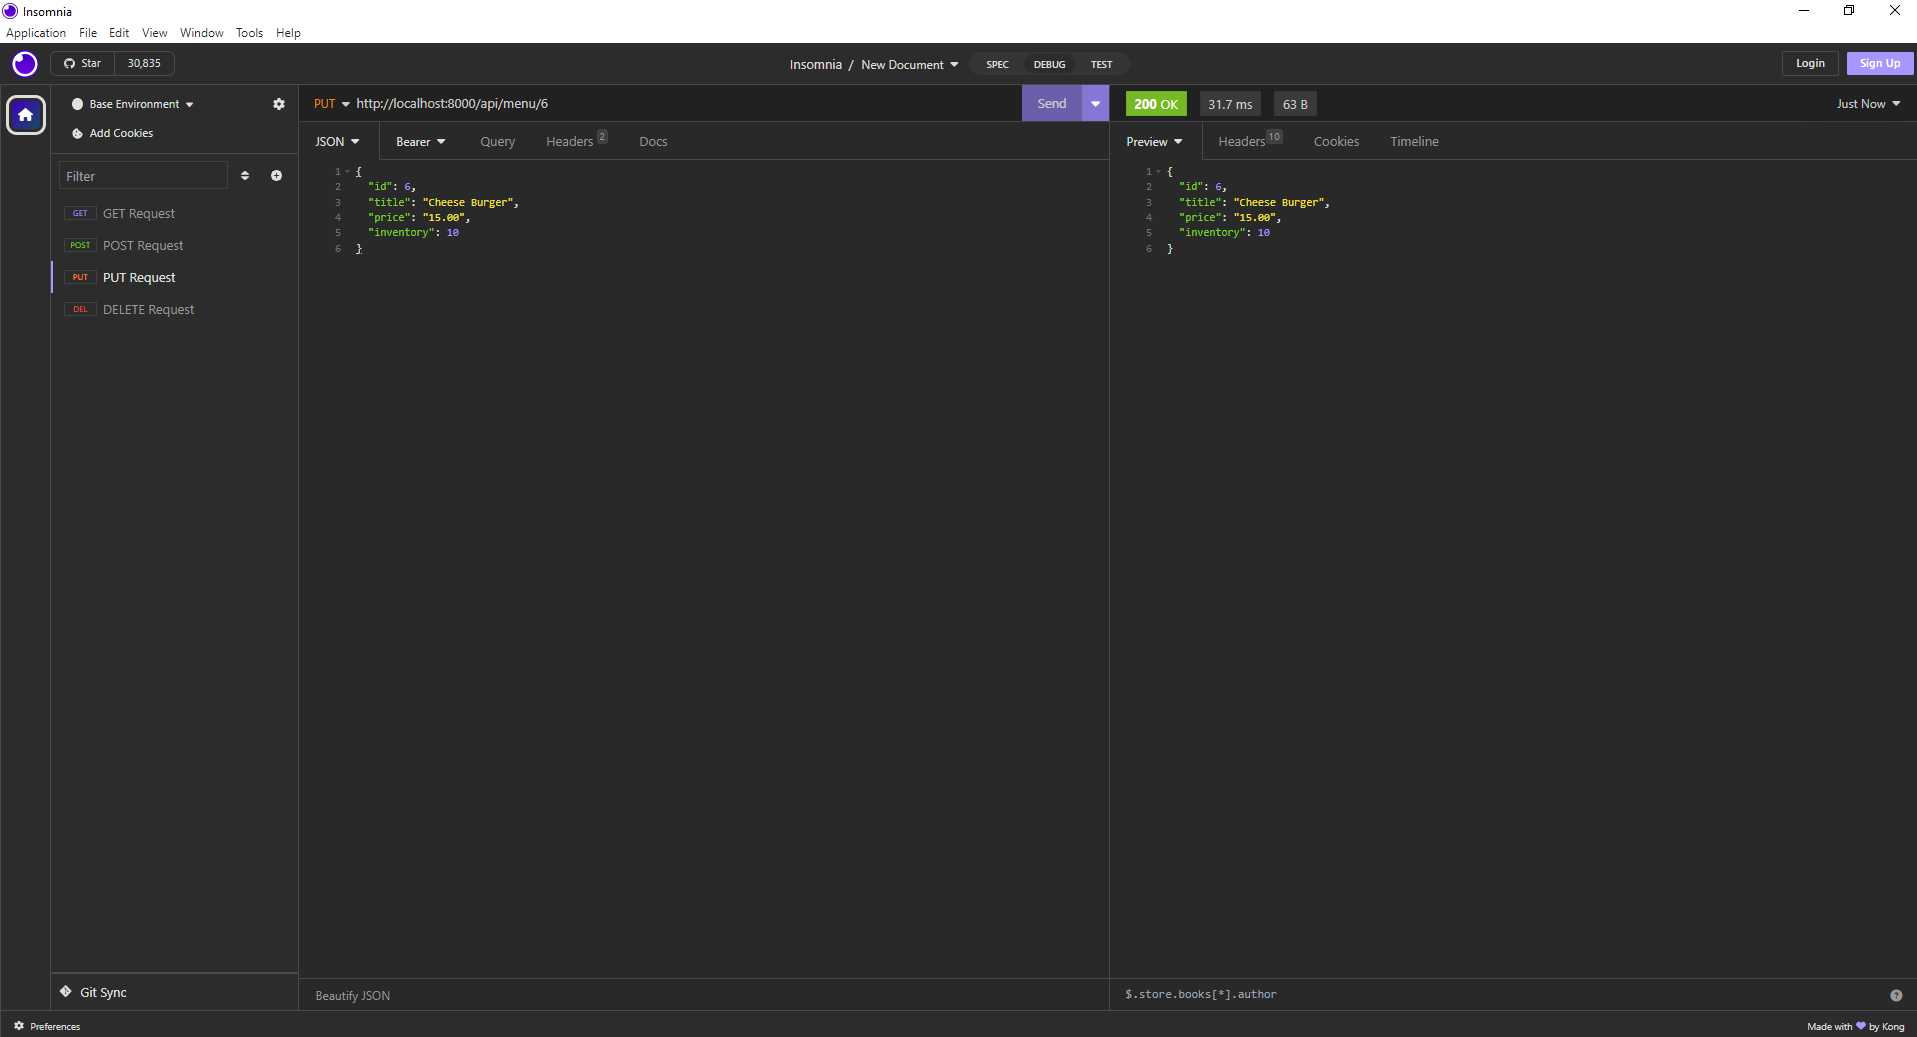 Insomnia
Application File Edit View Window Tools Help
Star 30,835
Insomnia / New Document SPEC DEBUG TEST
Login Sign Up
Base Environment
Add Cookies
Filter
GET GET Request
POST POST Request
PUT PUT Request
DEL DELETE Request
Git Sync
PUT http://localhost:8000/api/menu/6 Send
JSON Bearer Query Headers 2 Docs
1 {
2 "id": 6,
3 "title": "Cheese Burger",
4 "price": "15.00",
5 "inventory": 10
6 }
Beautify JSON
200 OK 31.7 ms 63 B Just Now
Preview Headers 10 Cookies Timeline
1 {
2 "id": 6,
3 "title": "Cheese Burger",
4 "price": "15.00",
5 "inventory": 10
6 }
$.store.books[*].author
Preferences
Made with 💜 by Kong